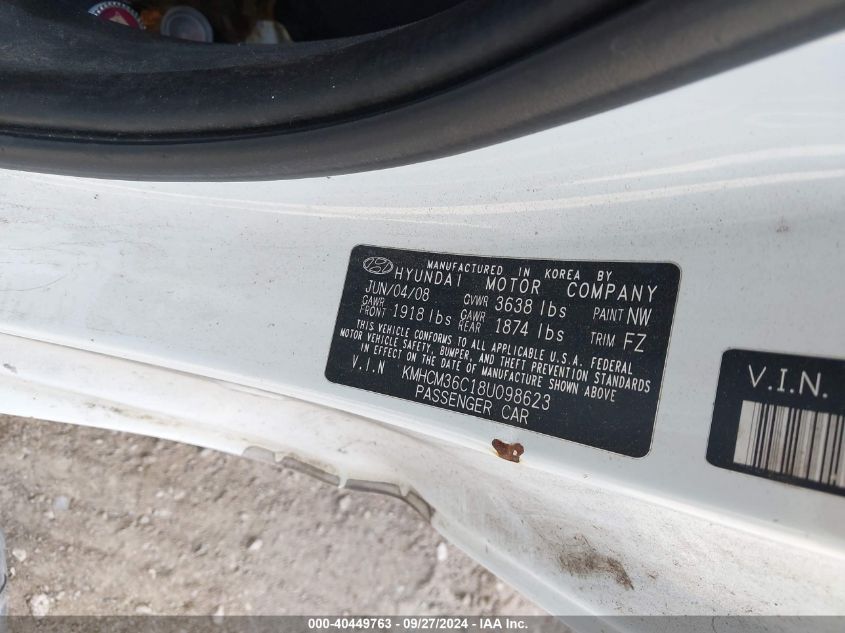 MANUFACTURED IN KOREA BY
HYUNDAI MOTOR COMPANY
JUN/04/08 GVWR 3638 lbs PAINT NW
GAWR FRONT 1918 lbs GAWR REAR 1874 lbs TRIM FZ
THIS VEHICLE CONFORMS TO ALL APPLICABLE U.S.A. FEDERAL
MOTOR VEHICLE SAFETY, BUMPER, AND THEFT PREVENTION STANDARDS
IN EFFECT ON THE DATE OF MANUFACTURE SHOWN ABOVE
V.I.N KMHCM36C18U098623
PASSENGER CAR
V.I.N.
000-40449763 - 09/27/2024 - IAA Inc.